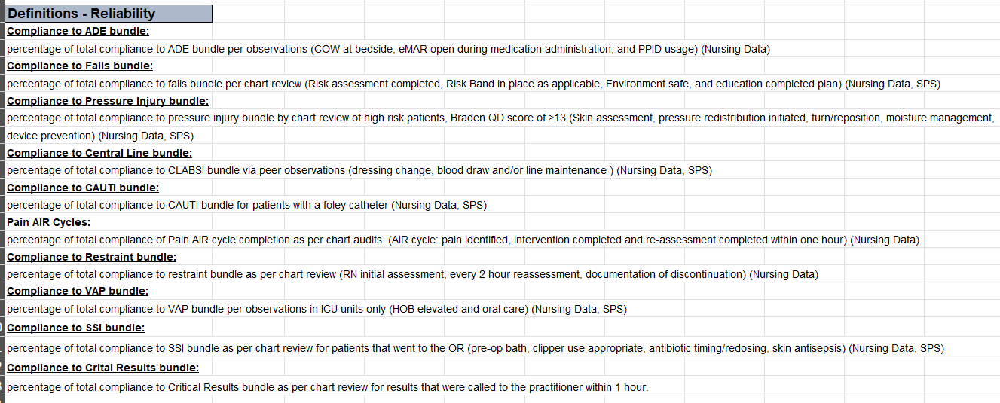 Definitions - Reliability
Compliance to ADE bundle:
percentage of total compliance to ADE bundle per observations (COW at bedside, eMAR open during medication administration, and PPID usage) (Nursing Data)
Compliance to Falls bundle:
percentage of total compliance to falls bundle per chart review (Risk assessment completed, Risk Band in place as applicable, Environment safe, and education completed plan) (Nursing Data, SPS)
Compliance to Pressure Injury bundle:
percentage of total compliance to pressure injury bundle by chart review of high risk patients, Braden QD score of ≥13 (Skin assessment, pressure redistribution initiated, turn/reposition, moisture management,
device prevention) (Nursing Data, SPS)
Compliance to Central Line bundle:
percentage of total compliance to CLABSI bundle via peer observations (dressing change, blood draw and/or line maintenance ) (Nursing Data, SPS)
Compliance to CAUTI bundle:
percentage of total compliance to CAUTI bundle for patients with a foley catheter (Nursing Data, SPS)
Pain AIR Cycles:
percentage of total compliance of Pain AIR cycle completion as per chart audits  (AIR cycle: pain identified, intervention completed and re-assessment completed within one hour) (Nursing Data)
Compliance to Restraint bundle:
percentage of total compliance to restraint bundle as per chart review (RN initial assessment, every 2 hour reassessment, documentation of discontinuation) (Nursing Data)
Compliance to VAP bundle:
percentage of total compliance to VAP bundle per observations in ICU units only (HOB elevated and oral care) (Nursing Data, SPS)
Compliance to SSI bundle:
percentage of total compliance to SSI bundle as per chart review for patients that went to the OR (pre-op bath, clipper use appropriate, antibiotic timing/redosing, skin antisepsis) (Nursing Data, SPS)
Compliance to Crital Results bundle:
percentage of total compliance to Critical Results bundle as per chart review for results that were called to the practitioner within 1 hour.